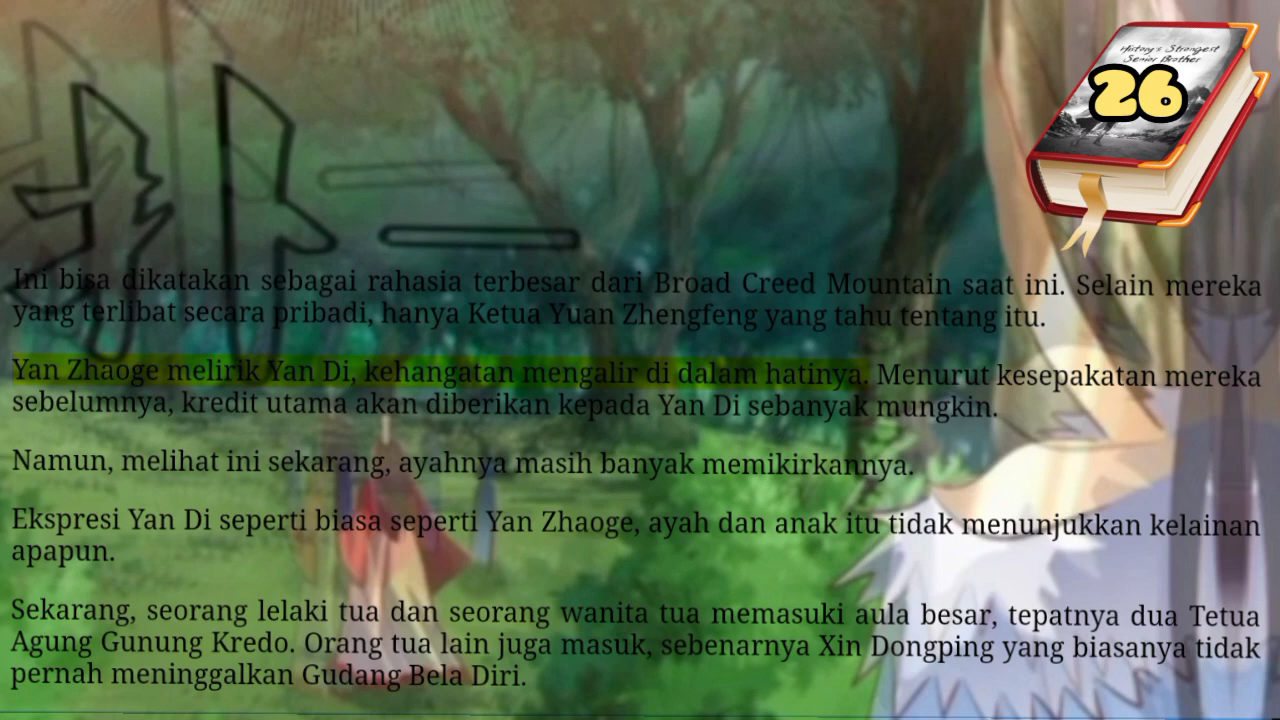 History's Strongest
Senior Brother
26
Ini bisa dikatakan sebagai rahasia terbesar dari Broad Creed Mountain saat ini. Selain mereka
yang terlibat secara pribadi, hanya Ketua Yuan Zhengfeng yang tahu tentang itu.
Yan Zhaoge melirik Yan Di, kehangatan mengalir di dalam hatinya. Menurut kesepakatan mereka
sebelumnya, kredit utama akan diberikan kepada Yan Di sebanyak mungkin.
Namun, melihat ini sekarang, ayahnya masih banyak memikirkannya.
Ekspresi Yan Di seperti biasa seperti Yan Zhaoge, ayah dan anak itu tidak menunjukkan kelainan
apapun.
Sekarang, seorang lelaki tua dan seorang wanita tua memasuki aula besar, tepatnya dua Tetua
Agung Gunung Kredo. Orang tua lain juga masuk, sebenarnya Xin Dongping yang biasanya tidak
pernah meninggalkan Gudang Bela Diri.